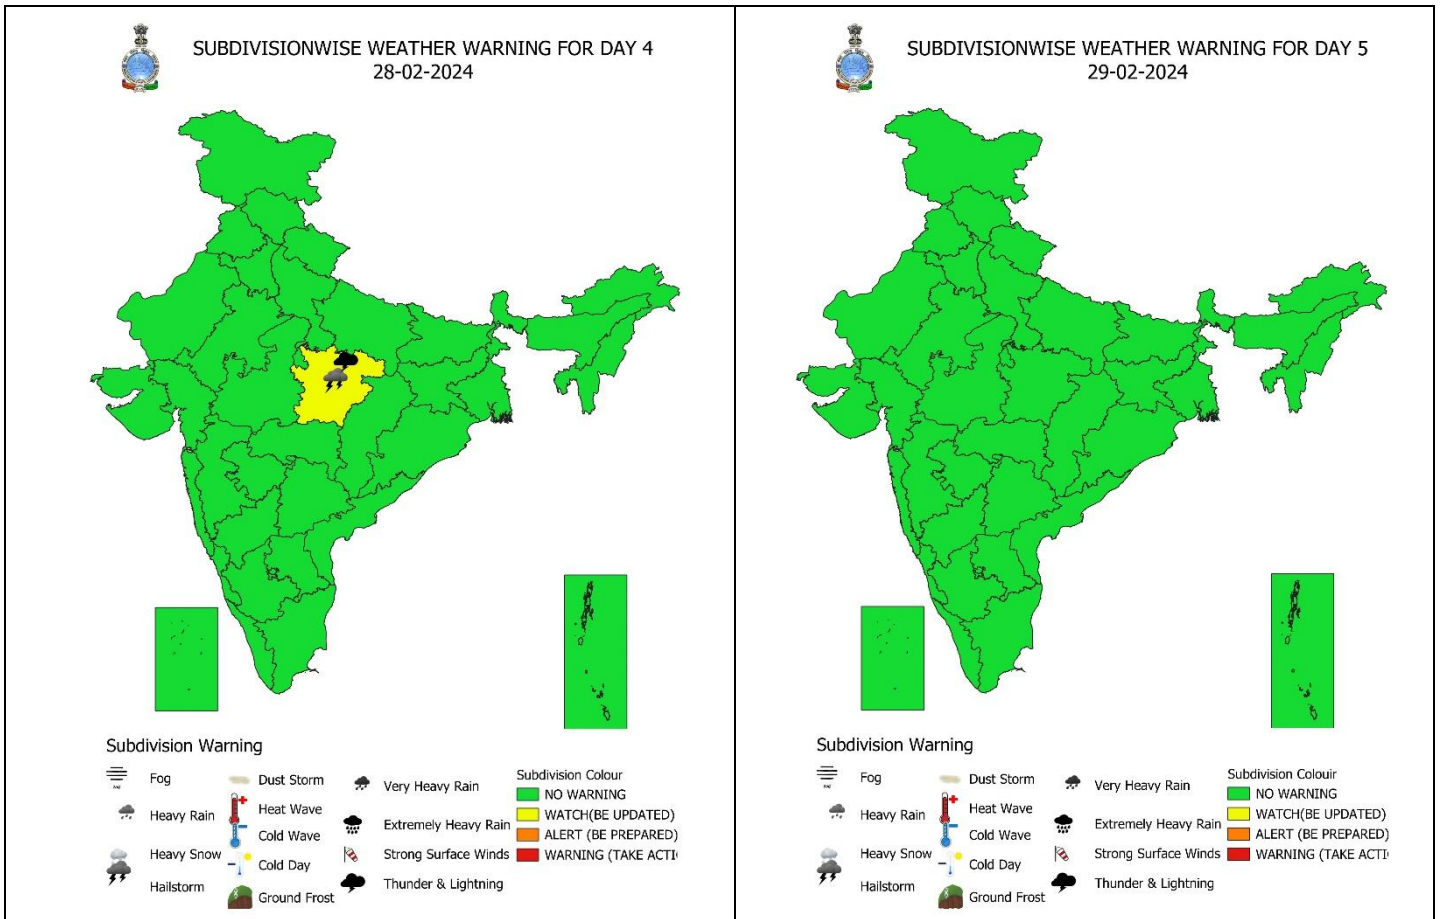 SUBDIVISIONWISE WEATHER WARNING FOR DAY 4
28-02-2024
Subdivision Warning
Fog
Heavy Rain
Heavy Snow
Hailstorm
Dust Storm
Heat Wave
Cold Wave
Cold Day
Ground Frost
Very Heavy Rain
Extremely Heavy Rain
Strong Surface Winds
Thunder & Lightning
Subdivision Colour
NO WARNING
WATCH(BE UPDATED)
ALERT (BE PREPARED)
WARNING (TAKE ACTI
SUBDIVISIONWISE WEATHER WARNING FOR DAY 5
29-02-2024
Subdivision Warning
Fog
Heavy Rain
Heavy Snow
Hailstorm
Dust Storm
Heat Wave
Cold Wave
Cold Day
Ground Frost
Very Heavy Rain
Extremely Heavy Rain
Strong Surface Winds
Thunder & Lightning
Subdivision Colouir
NO WARNING
WATCH(BE UPDATED)
ALERT (BE PREPARED)
WARNING (TAKE ACTI